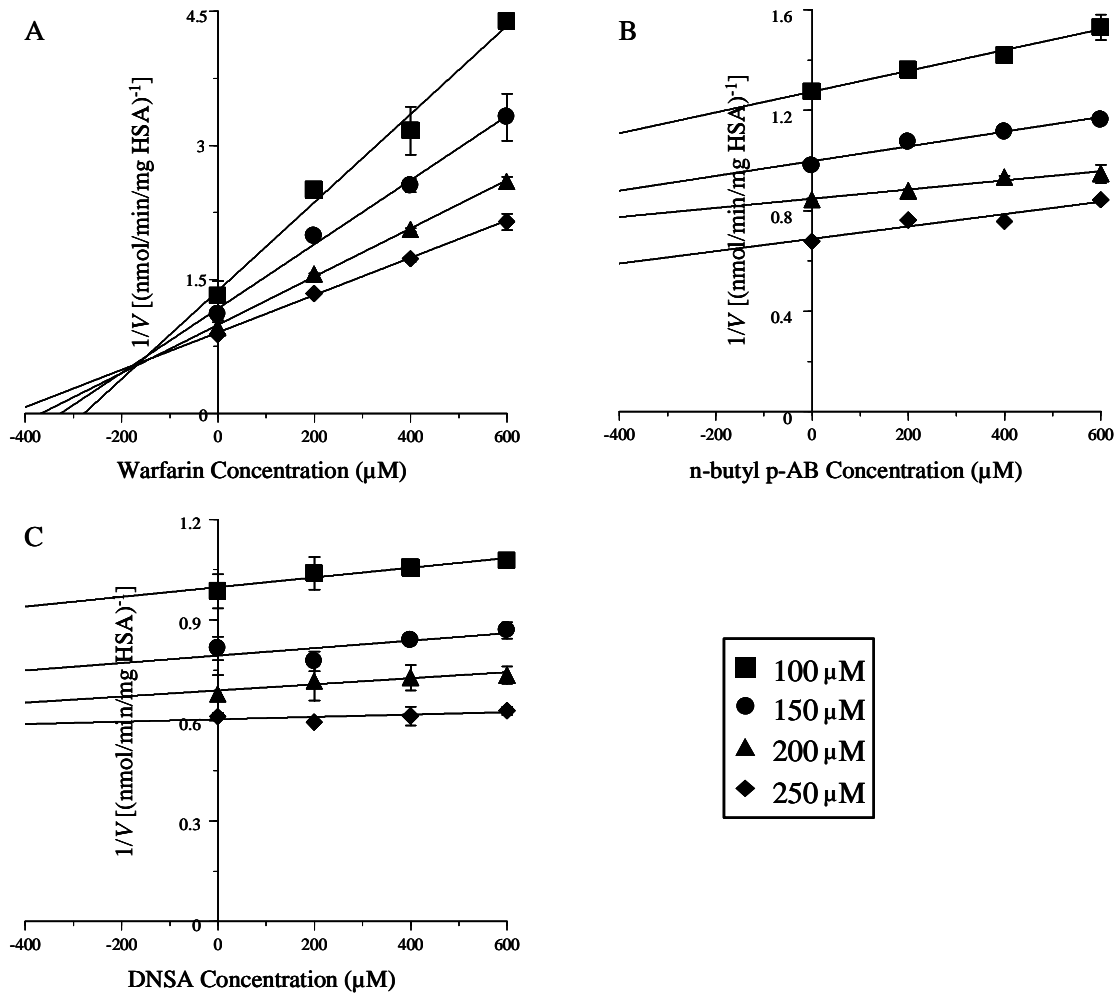 A
4.5
3
1.5
0
1/V [(nmol/min/mg HSA)-1]
-400 -200 0 200 400 600
Warfarin Concentration (µM)
B
1.6
1.2
0.8
0.4
0
1/V [(nmol/min/mg HSA)-1]
-400 -200 0 200 400 600
n-butyl p-AB Concentration (µM)
C
1.2
0.9
0.6
0.3
0
1/V [(nmol/min/mg HSA)-1]
-400 -200 0 200 400 600
DNSA Concentration (µM)
100 µM
150 µM
200 µM
250 µM